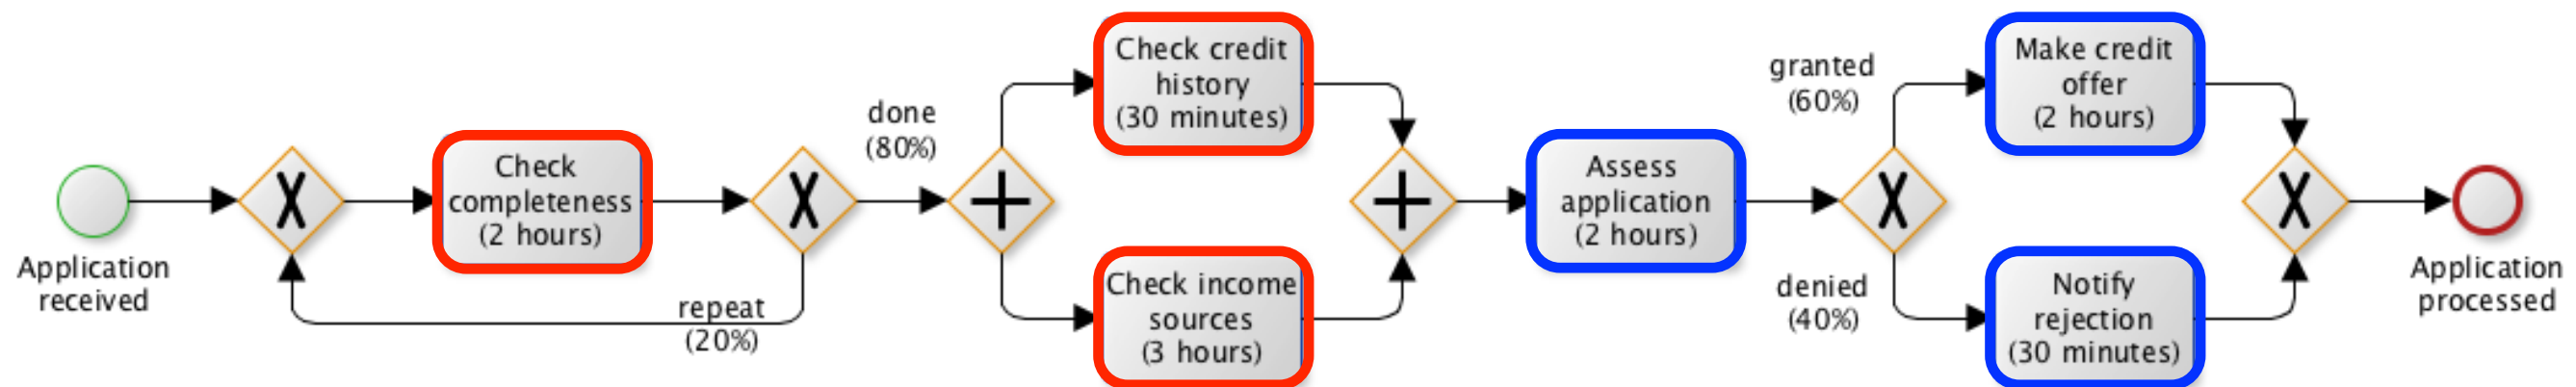 Application
received
Check
completeness
(2 hours)
repeat
(20%)
done
(80%)
Check credit
history
(30 minutes)
Check income
sources
(3 hours)
Assess
application
(2 hours)
granted
(60%)
denied
(40%)
Make credit
offer
(2 hours)
Notify
rejection
(30 minutes)
Application
processed